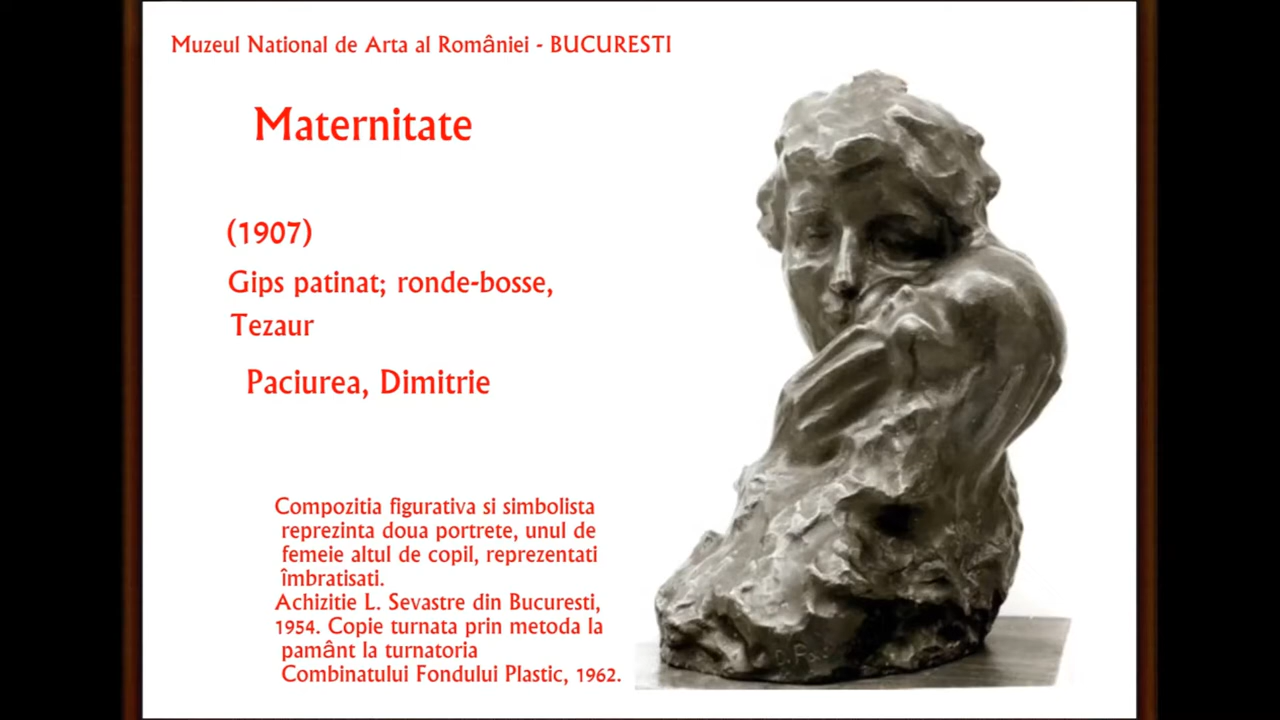 Muzeul National de Arta al României - BUCURESTI
Maternitate
(1907)
Gips patinat; ronde-bosse,
Tezaur
Paciurea, Dimitrie
Compozitia figurativa si simbolista
reprezinta doua portrete, unul de
femeie altul de copil, reprezentati
îmbratisati.
Achizitie L. Sevastre din Bucuresti,
1954. Copie turnata prin metoda la
pamânt la turnatoria
Combinatului Fondului Plastic, 1962.